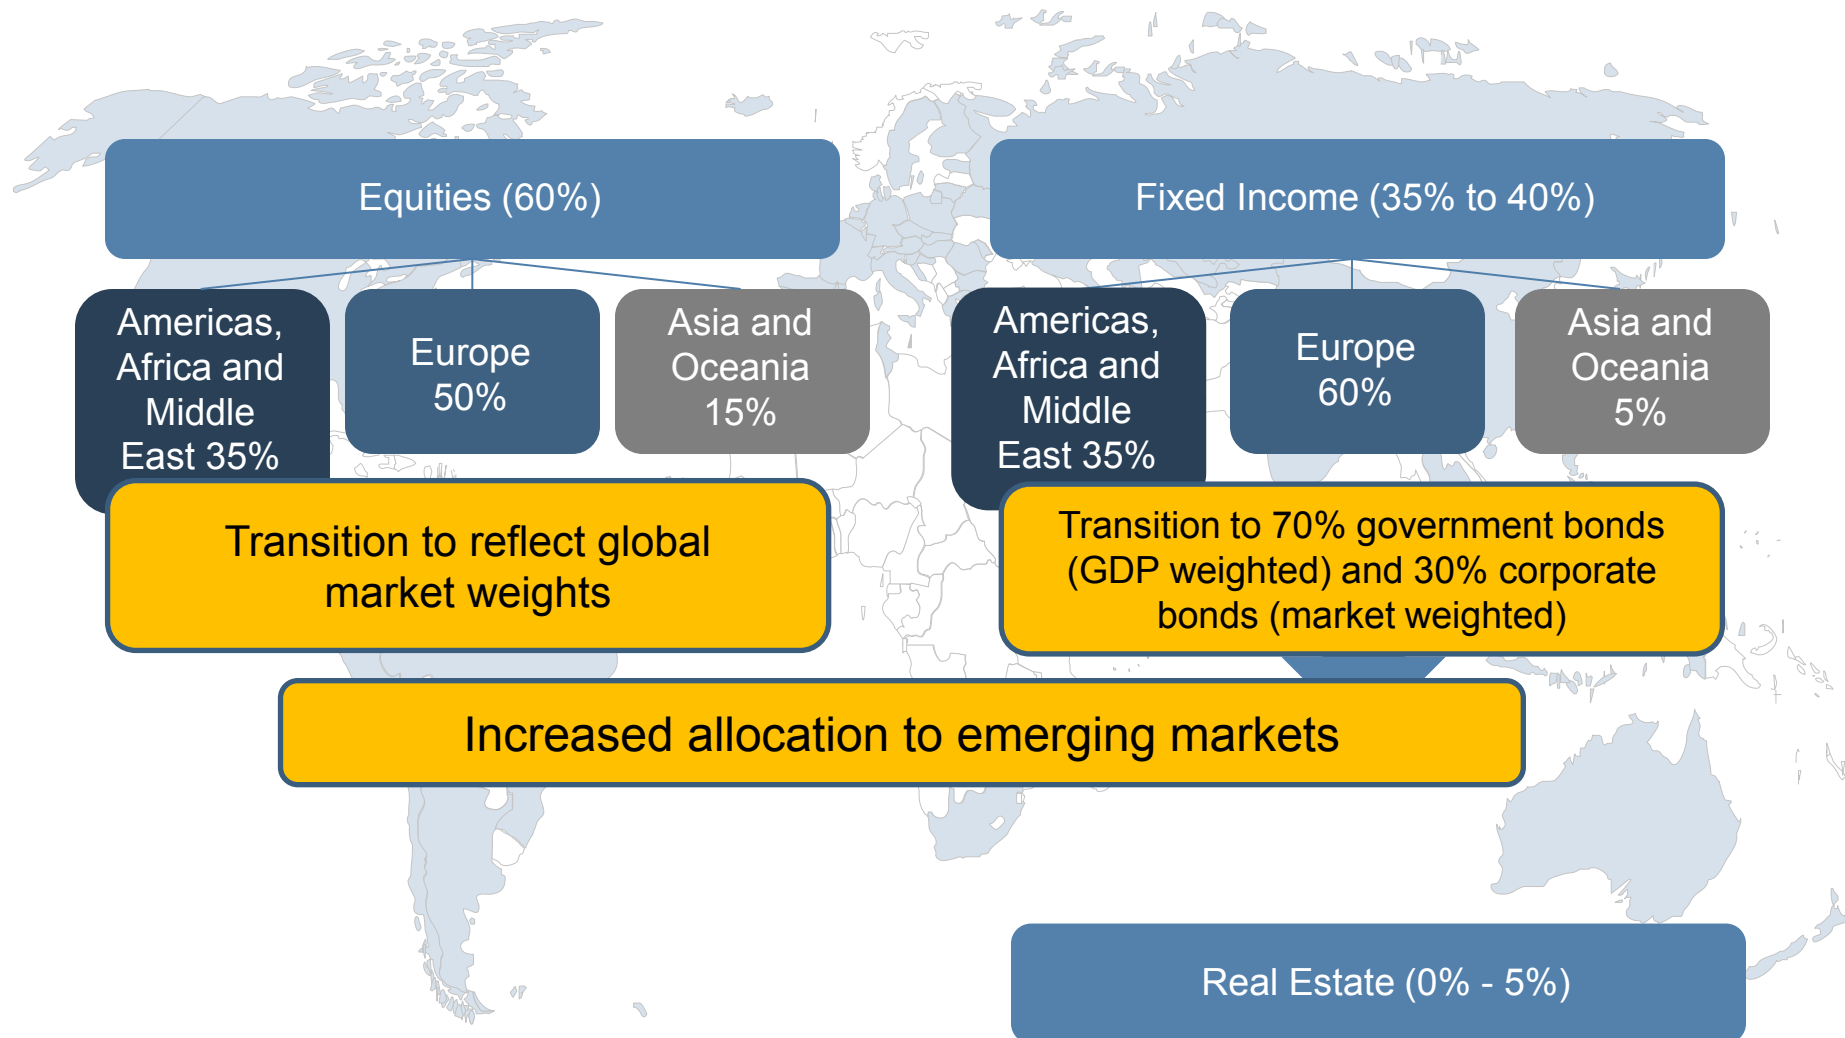 Equities (60%)
Fixed Income (35% to 40%)
Americas,
Africa and
Middle
East 35%
Europe
50%
Asia and
Oceania
15%
Americas,
Africa and
Middle
East 35%
Europe
60%
Asia and
Oceania
5%
Transition to reflect global
market weights
Transition to 70% government bonds
(GDP weighted) and 30% corporate
bonds (market weighted)
Increased allocation to emerging markets
Real Estate (0% - 5%)